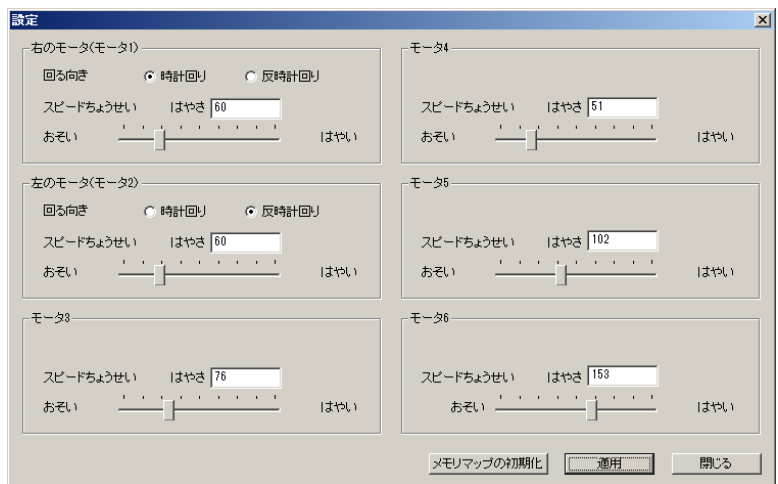 設定
右のモータ(モータ1)
回る向き 時計回り 反時計回り
スピードちょうせい はやさ 60
おそい はやい
左のモータ(モータ2)
回る向き 時計回り 反時計回り
スピードちょうせい はやさ 60
おそい はやい
モータ3
スピードちょうせい はやさ 76
おそい はやい
モータ4
スピードちょうせい はやさ 51
おそい はやい
モータ5
スピードちょうせい はやさ 102
おそい はやい
モータ6
スピードちょうせい はやさ 153
おそい はやい
メモリマップの初期化 適用 閉じる